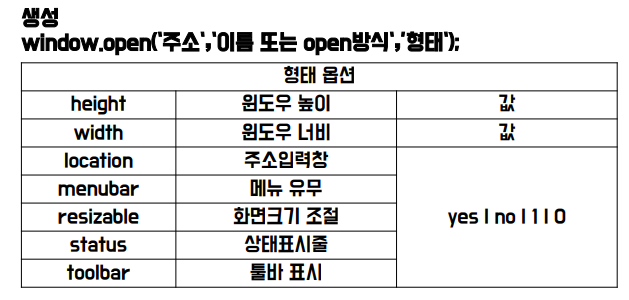 생성
window.open('주소','이름 또는 open방식','형태');
형태 옵션
height 윈도우 높이 값
width 윈도우 너비 값
location 주소입력창
menubar 메뉴 유무
resizable 화면크기 조절 yes | no | 1 | 0
status 상태표시줄
toolbar 툴바 표시